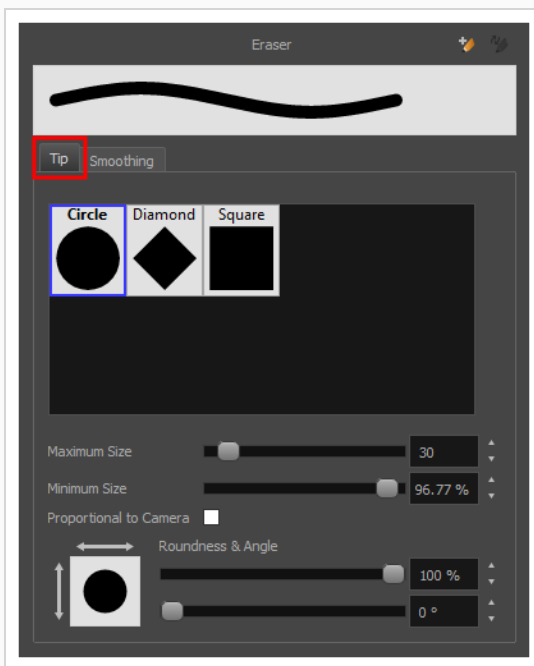 Eraser
Tip Smoothing
Circle Diamond Square
Maximum Size 30
Minimum Size 96.77 %
Proportional to Camera
Roundness & Angle
100 %
0 °